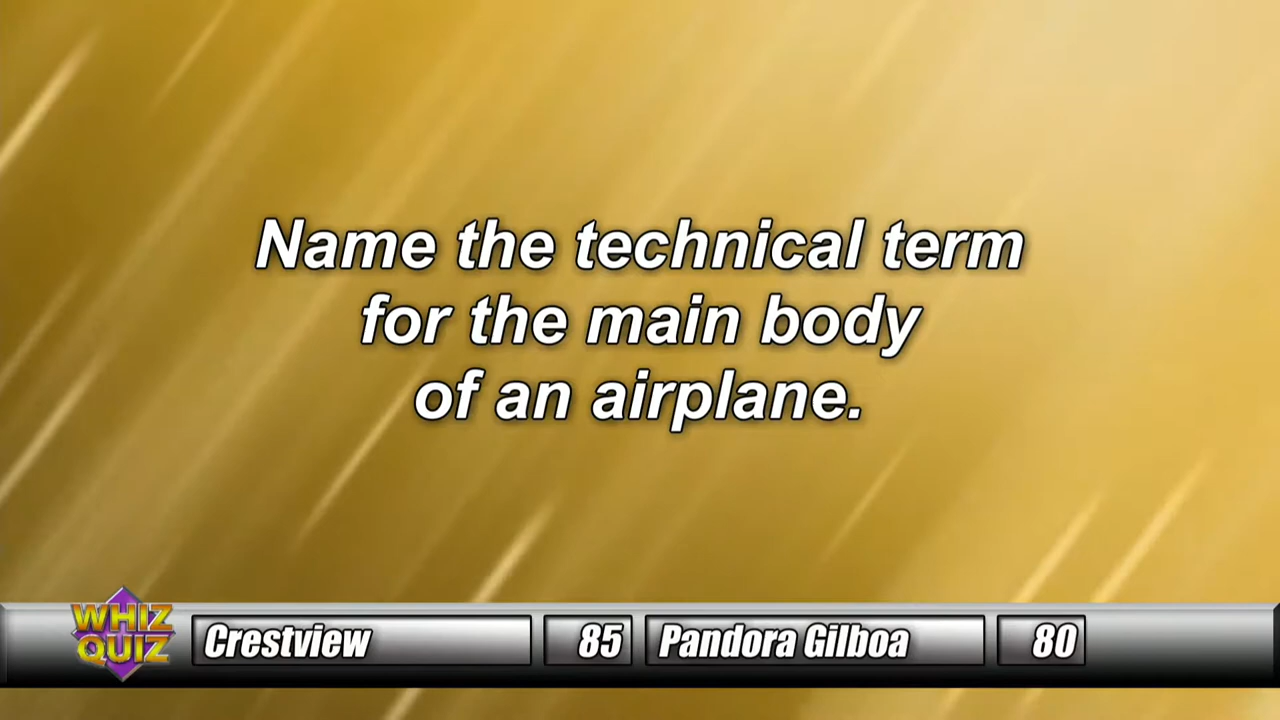 Name the technical term
for the main body
of an airplane.
WHIZ
QUIZ
Crestview 85 Pandora Gilboa 80